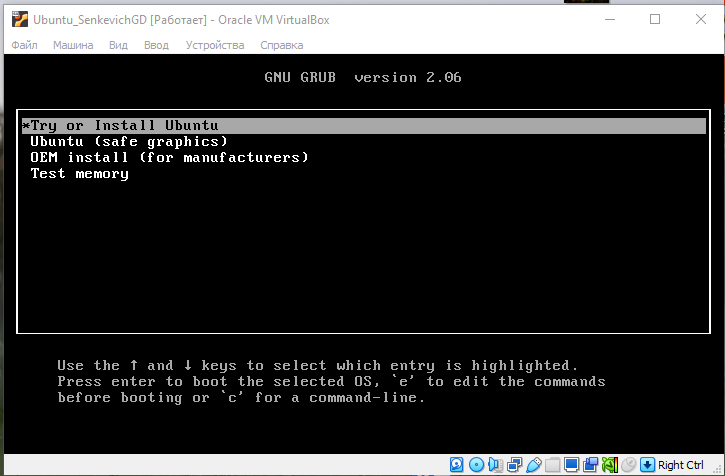 Ubuntu_SenkevichGD [Работает] - Oracle VM VirtualBox
Файл Машина Вид Ввод Устройства Справка
GNU GRUB version 2.06
*Try or Install Ubuntu
Ubuntu (safe graphics)
OEM install (for manufacturers)
Test memory
Use the ↑ and ↓ keys to select which entry is highlighted.
Press enter to boot the selected OS, `e' to edit the commands
before booting or `c' for a command-line.
Right Ctrl